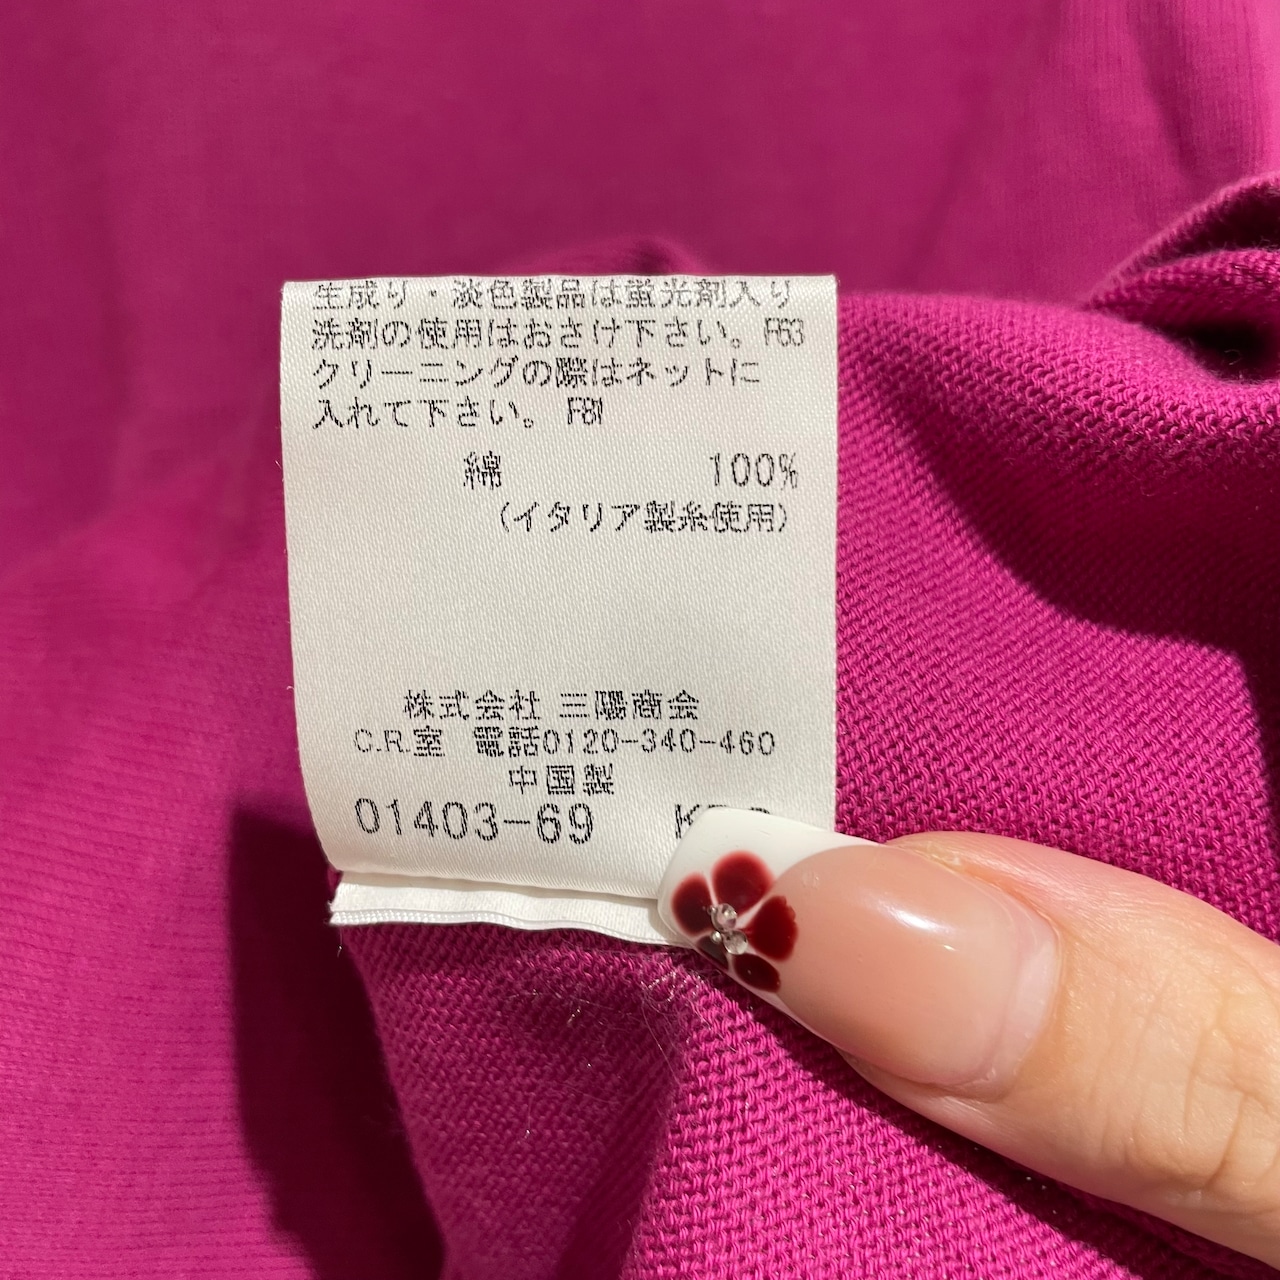 生成り・淡色製品は蛍光剤入り
洗剤の使用はおさけ下さい。F63
クリーニングの際はネットに
入れて下さい。 F81
綿 100%
(イタリア製糸使用)
株式会社 三陽商会
C.R.室 電話0120-340-460
中国製
01403-69